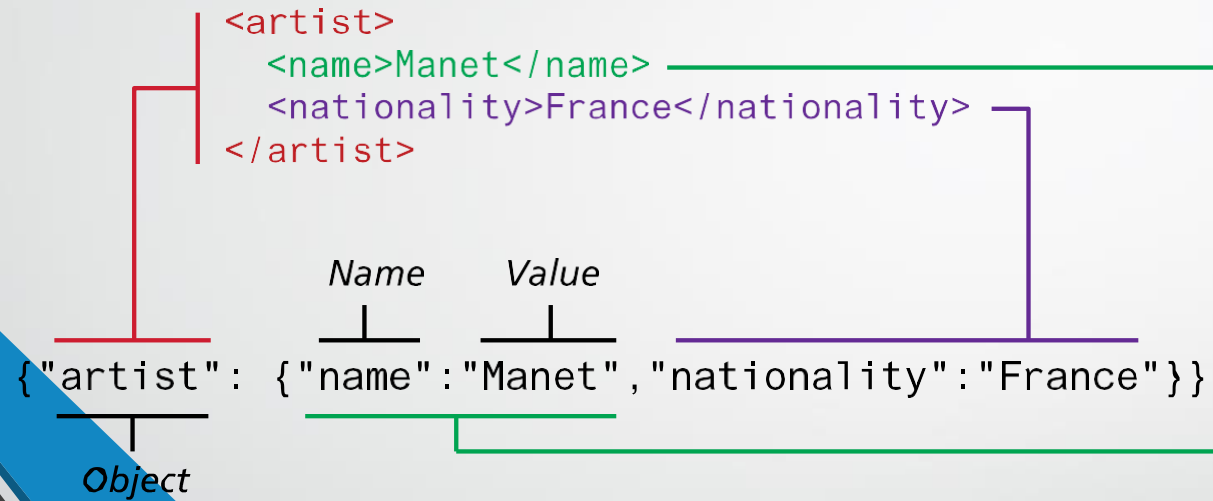 <artist>
<name>Manet</name>
<nationality>France</nationality>
</artist>
Name Value
{"artist": {"name":"Manet","nationality":"France"}}
Object